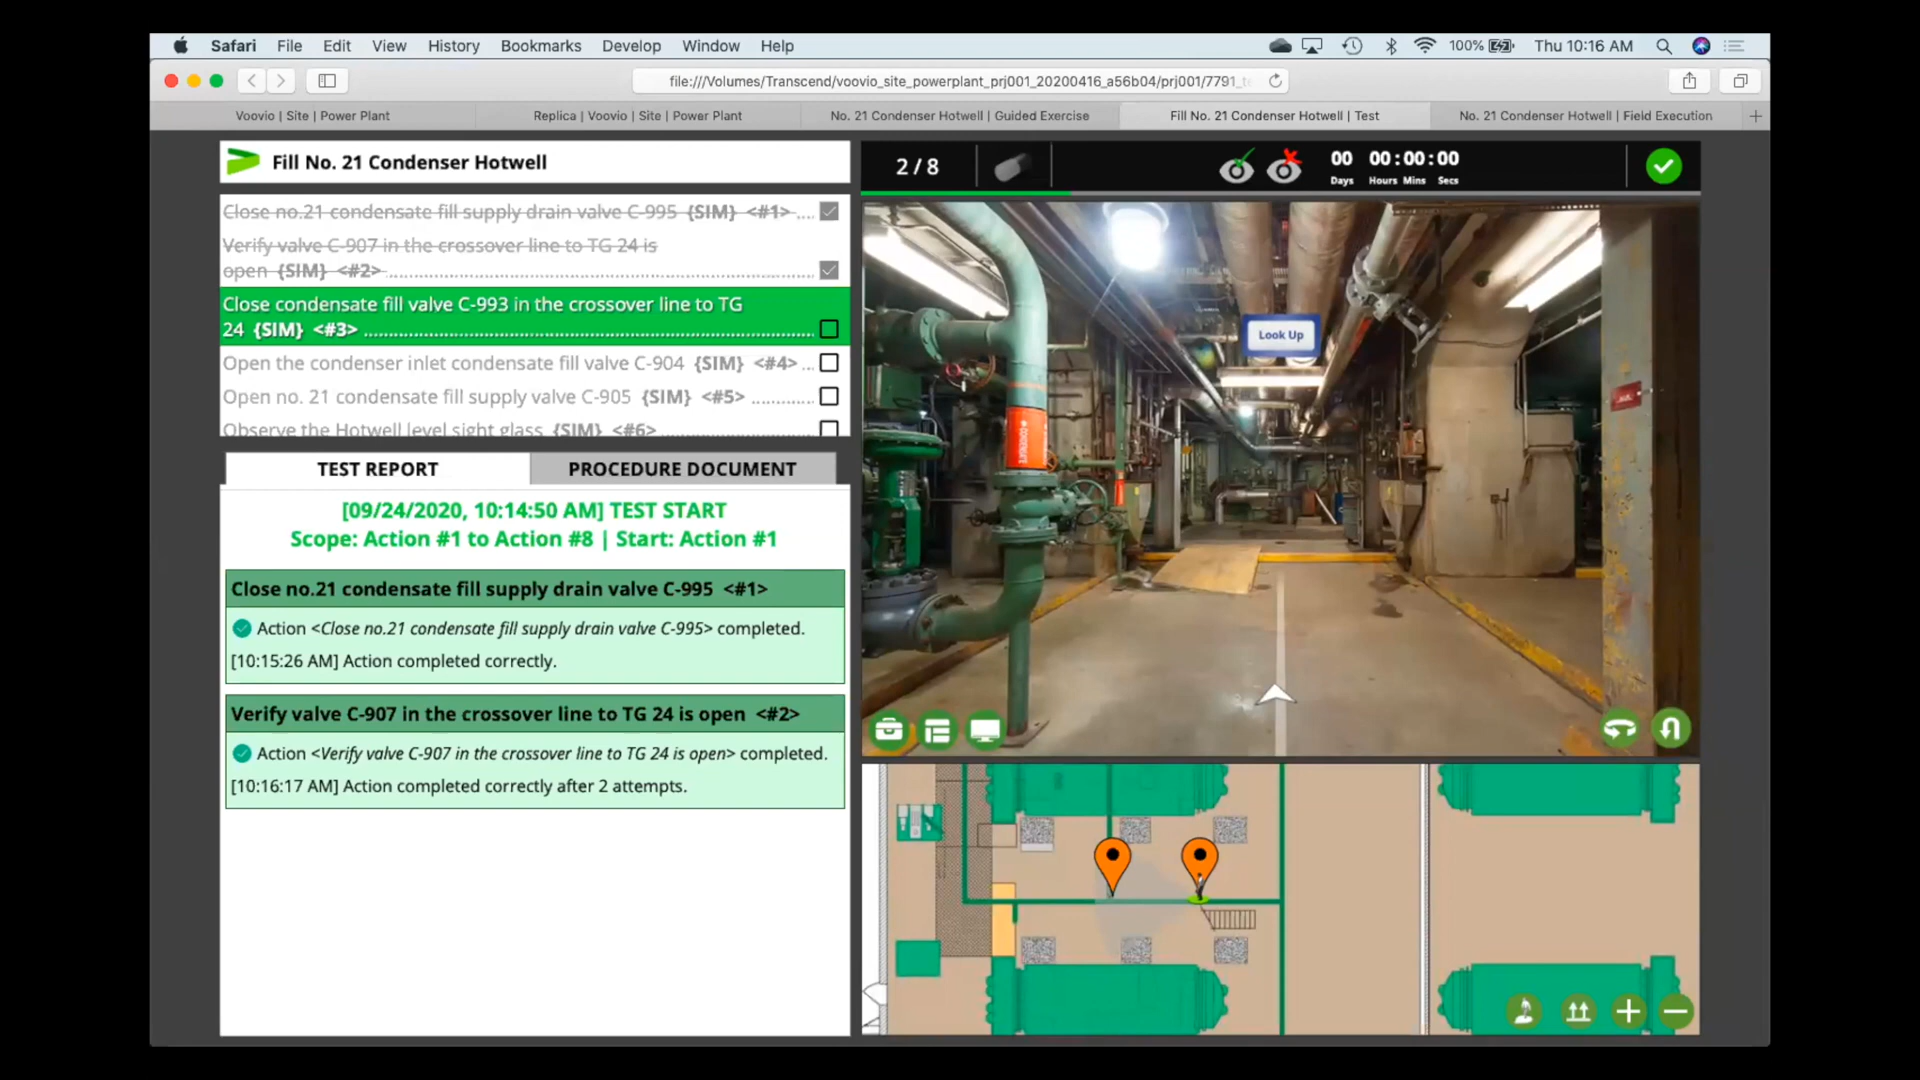 Safari File Edit View History Bookmarks Develop Window Help 100% Thu 10:16 AM
file:///Volumes/Transcend/voovio_site_powerplant_prj001_20200416_a56b04/prj001/7791_t
Voovio | Site | Power Plant
Replica | Voovio | Site | Power Plant
No. 21 Condenser Hotwell | Guided Exercise
Fill No. 21 Condenser Hotwell | Test
No. 21 Condenser Hotwell | Field Execution
Fill No. 21 Condenser Hotwell
Close no.21 condensate fill supply drain valve C-995 {SIM} <#1> ....
Verify valve C-907 in the crossover line to TG 24 is
open {SIM} <#2>
Close condensate fill valve C-993 in the crossover line to TG
24 {SIM} <#3>
Open the condenser inlet condensate fill valve C-904 {SIM} <#4> ...
Open no. 21 condensate fill supply valve C-905 {SIM} <#5>
Observe the Hotwell level sight glass {SIM} <#6>
TEST REPORT
PROCEDURE DOCUMENT
[09/24/2020, 10:14:50 AM] TEST START
Scope: Action #1 to Action #8 | Start: Action #1
Close no.21 condensate fill supply drain valve C-995 <#1>
Action <Close no.21 condensate fill supply drain valve C-995> completed.
[10:15:26 AM] Action completed correctly.
Verify valve C-907 in the crossover line to TG 24 is open <#2>
Action <Verify valve C-907 in the crossover line to TG 24 is open> completed.
[10:16:17 AM] Action completed correctly after 2 attempts.
2 / 8
00 00:00:00
Days Hours Mins Secs
Look Up